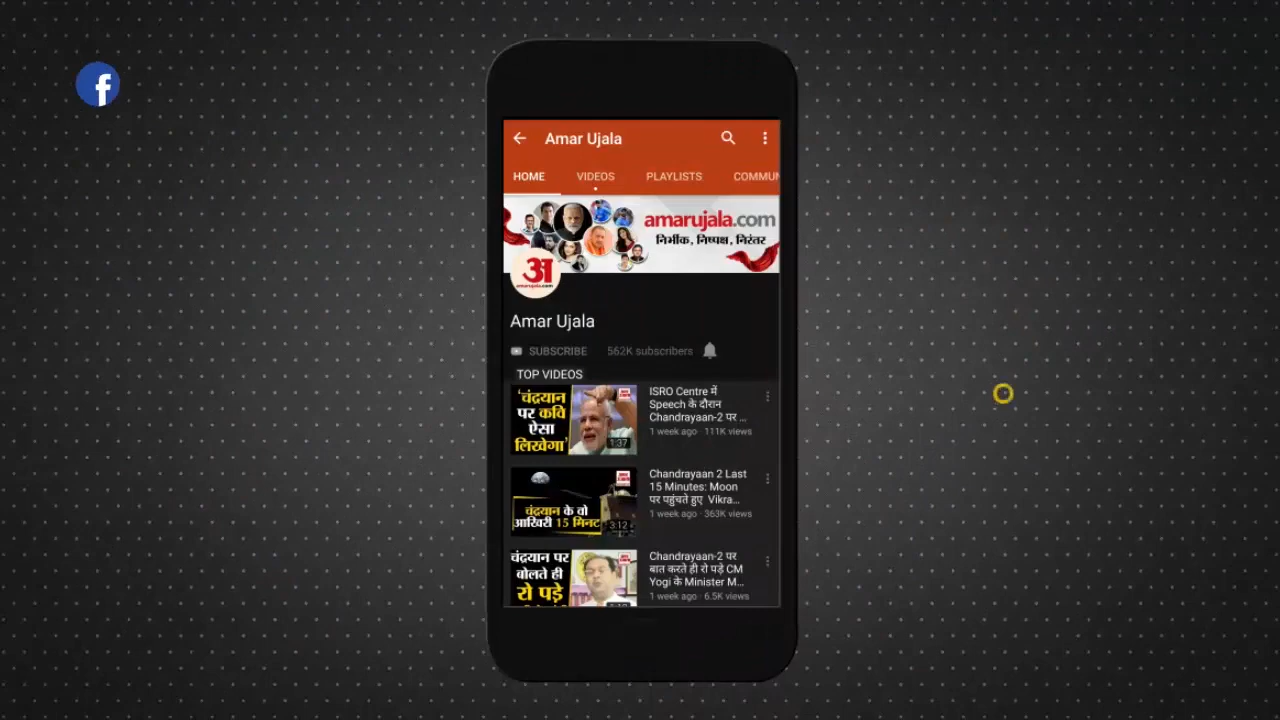 Amar Ujala
HOME VIDEOS PLAYLISTS COMMUN
amarujala.com
निर्भीक, निष्पक्ष, निरंतर
अ
amarujala.com
Amar Ujala
SUBSCRIBE 562K subscribers
TOP VIDEOS
'चंद्रयान
पर कवि
ऐसा
लिखेगा'
1:37
ISRO Centre में
Speech के दौरान
Chandrayaan-2 पर ...
1 week ago · 111K views
चंद्रयान के वो
आखिरी 15 मिनट
3:12
Chandrayaan 2 Last
15 Minutes: Moon
पर पहुंचते हुए Vikra...
1 week ago · 363K views
चंद्रयान पर
बोलते ही
रो पड़े
Chandrayaan-2 पर
बात करते ही रो पड़े CM
Yogi के Minister M...
1 week ago · 6.5K views